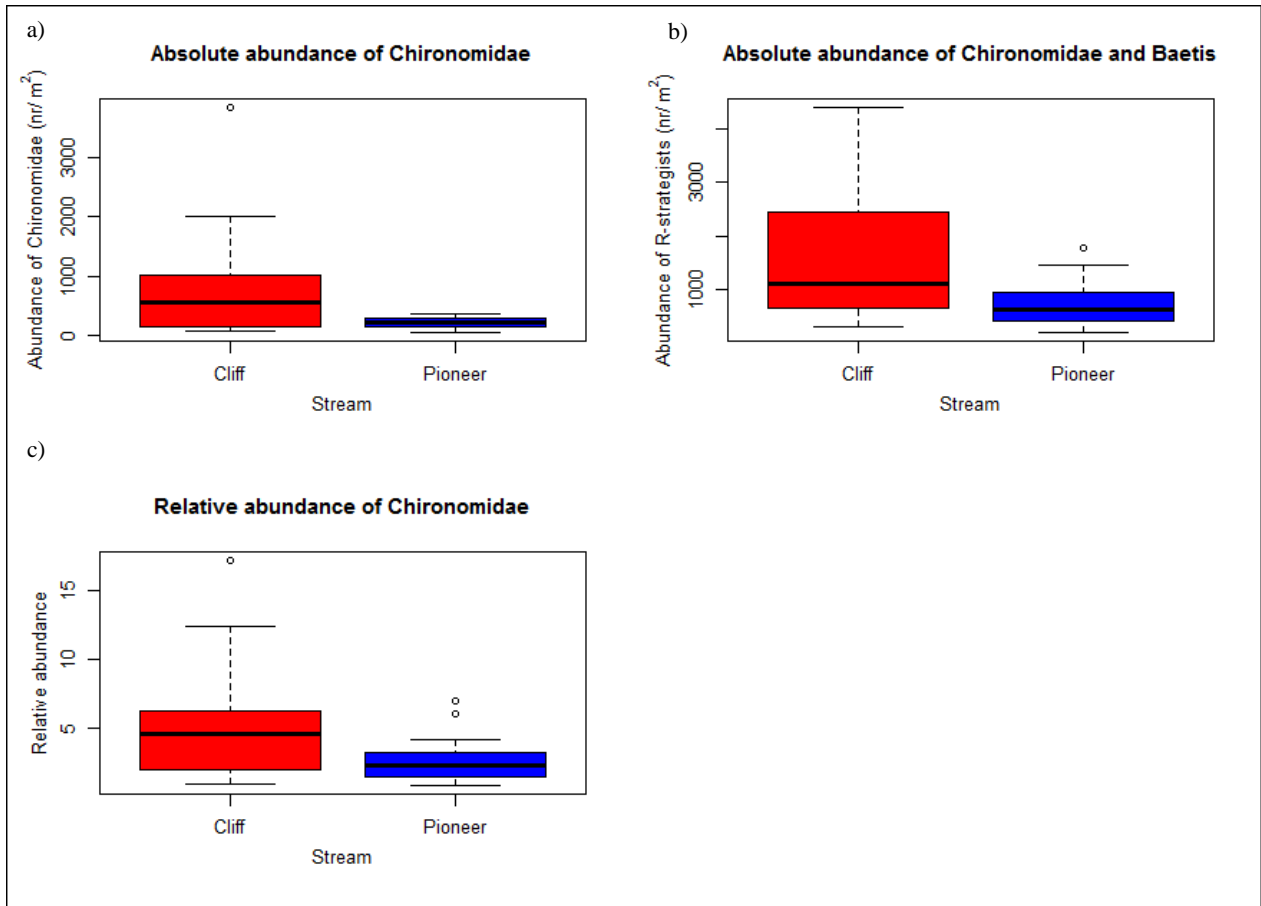 a)
Absolute abundance of Chironomidae
Abundance of Chironomidae (nr/ m²)
3000
2000
1000
0
Cliff
Pioneer
Stream
b)
Absolute abundance of Chironomidae and Baetis
Abundance of R-strategists (nr/ m²)
3000
1000
Cliff
Pioneer
Stream
c)
Relative abundance of Chironomidae
Relative abundance
15
10
5
Cliff
Pioneer
Stream